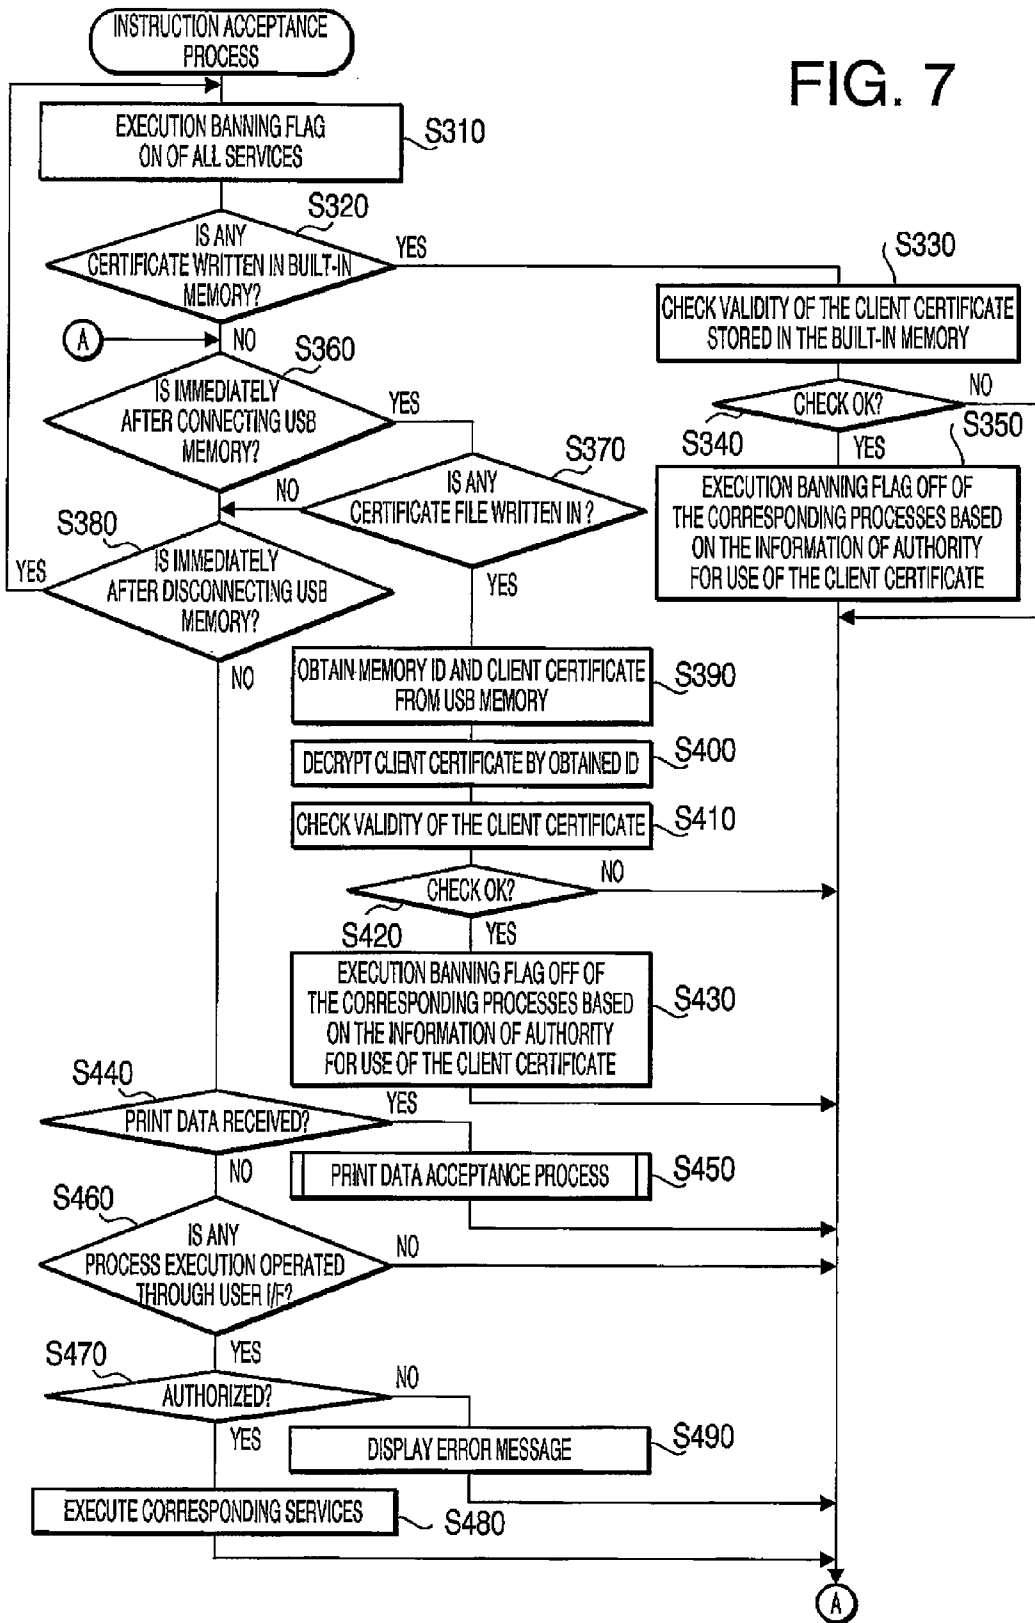 INSTRUCTION ACCEPTANCE
PROCESS
FIG. 7
EXECUTION BANNING FLAG
ON OF ALL SERVICES
S310
S320
IS ANY
CERTIFICATE WRITTEN IN BUILT-IN
MEMORY?
YES
NO
S330
CHECK VALIDITY OF THE CLIENT CERTIFICATE
STORED IN THE BUILT-IN MEMORY
A
S360
IS IMMEDIATELY
AFTER CONNECTING USB
MEMORY?
YES
CHECK OK?
NO
S340
YES
S350
EXECUTION BANNING FLAG OFF OF
THE CORRESPONDING PROCESSES BASED
ON THE INFORMATION OF AUTHORITY
FOR USE OF THE CLIENT CERTIFICATE
S370
IS ANY
CERTIFICATE FILE WRITTEN IN ?
NO
YES
S380
IS IMMEDIATELY
AFTER DISCONNECTING USB
MEMORY?
YES
NO
OBTAIN MEMORY ID AND CLIENT CERTIFICATE
FROM USB MEMORY
S390
DECRYPT CLIENT CERTIFICATE BY OBTAINED ID
S400
CHECK VALIDITY OF THE CLIENT CERTIFICATE
S410
CHECK OK?
NO
S420
YES
EXECUTION BANNING FLAG OFF OF
THE CORRESPONDING PROCESSES BASED
ON THE INFORMATION OF AUTHORITY
FOR USE OF THE CLIENT CERTIFICATE
S430
S440
PRINT DATA RECEIVED?
YES
NO
PRINT DATA ACCEPTANCE PROCESS
S450
S460
IS ANY
PROCESS EXECUTION OPERATED
THROUGH USER I/F?
NO
YES
S470
AUTHORIZED?
NO
YES
DISPLAY ERROR MESSAGE
S490
EXECUTE CORRESPONDING SERVICES
S480
A